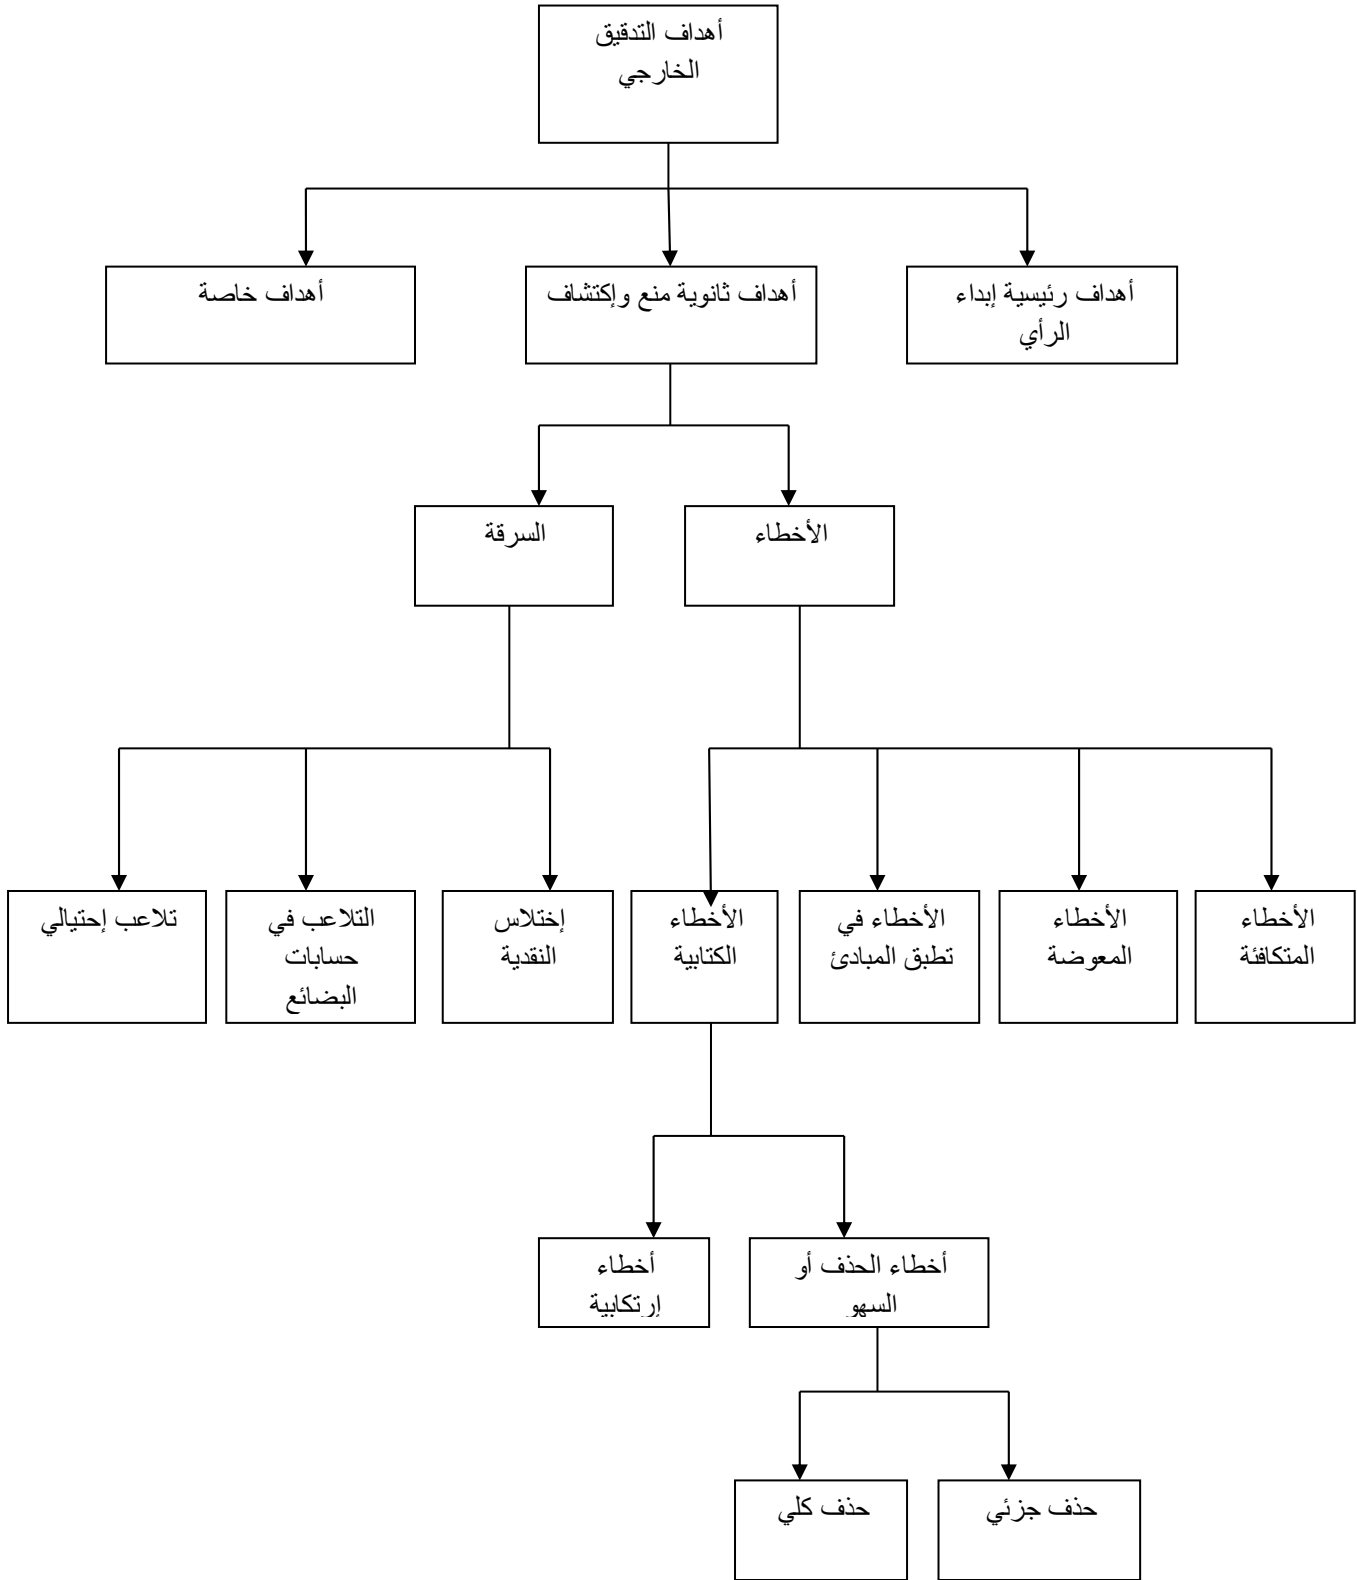 أهداف التدقيق
الخارجي
أهداف رئيسية إبداء
الرأي
أهداف ثانوية منع وإكتشاف
أهداف خاصة
الأخطاء
السرقة
الأخطاء
المتكافئة
الأخطاء
المعوضة
الأخطاء في
تطبق المبادئ
الأخطاء
الكتابية
إختلاس
النقدية
التلاعب في
حسابات
البضائع
تلاعب إحتيالي
أخطاء الحذف أو
السهو
أخطاء
إرتكابية
حذف جزئي
حذف كلي